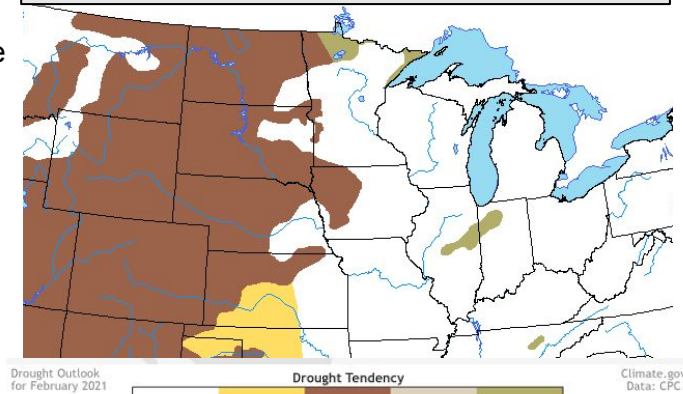 e
Drought Outlook
for February 2021
Drought Tendency
Climate.gov
Data: CPC